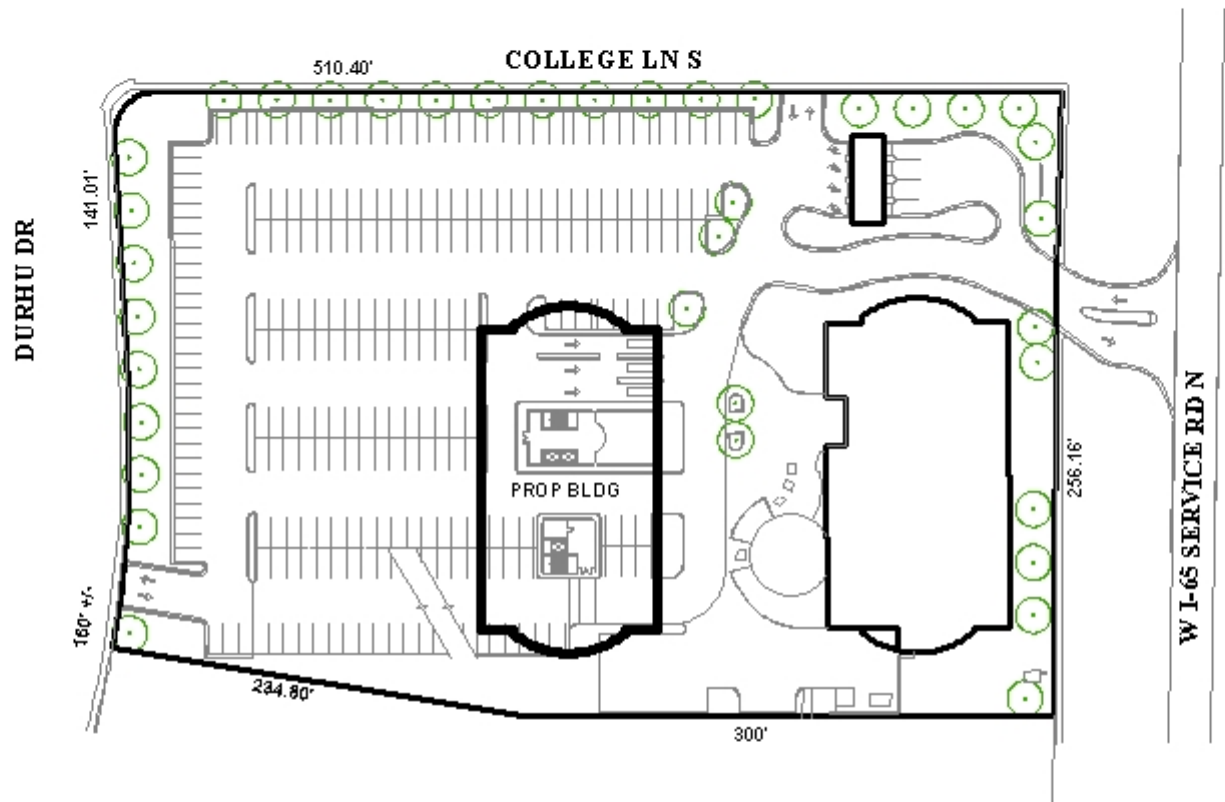 COLLEGE LN S
510.40'
141.01'
DURHU DR
PROP BLDG
256.16'
W I-65 SERVICE RD N
160' +/-
234.80'
300'